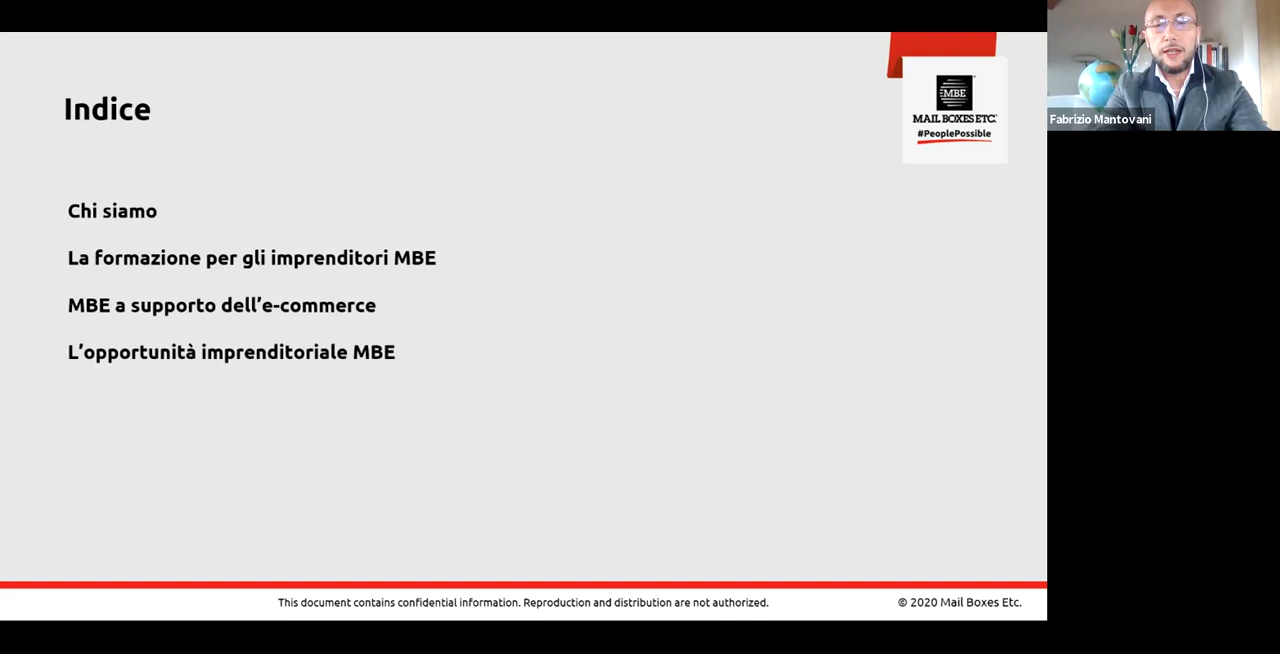 Indice
MBE
MAIL BOXES ETC.
#PeoplePossible
Fabrizio Mantovani
Chi siamo
La formazione per gli imprenditori MBE
MBE a supporto dell’e-commerce
L’opportunità imprenditoriale MBE
This document contains confidential information. Reproduction and distribution are not authorized.
© 2020 Mail Boxes Etc.